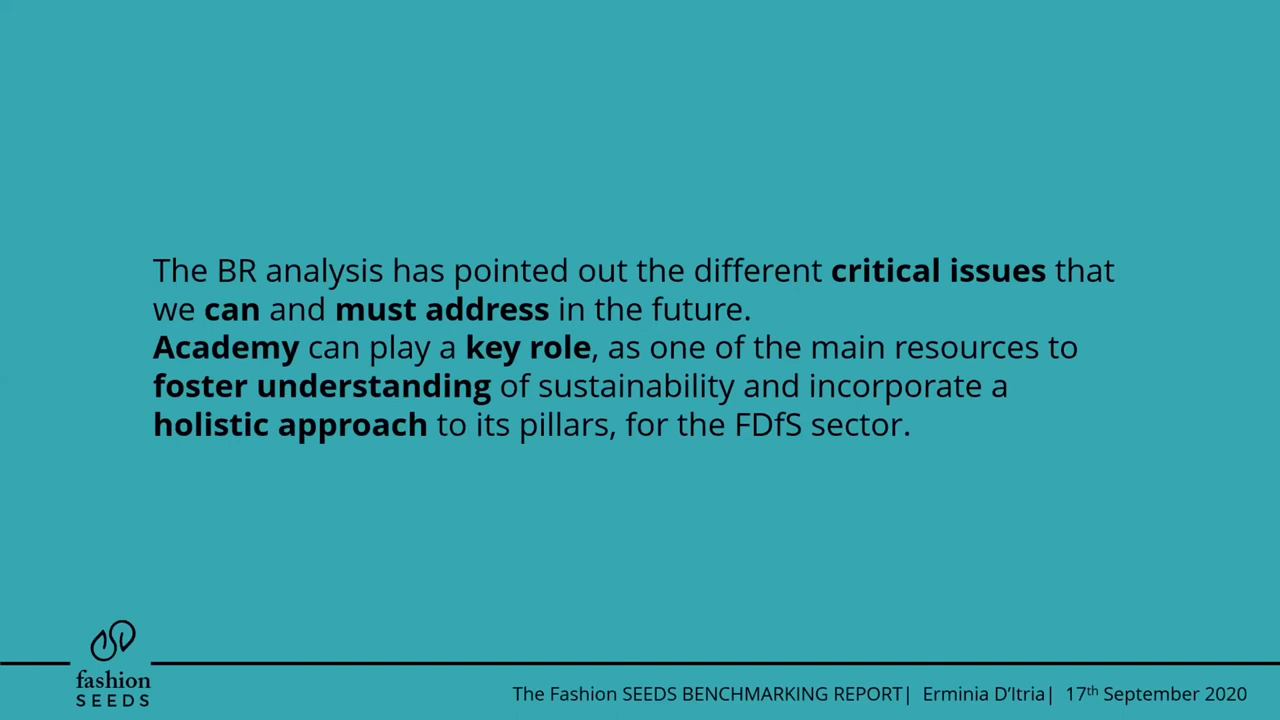 The BR analysis has pointed out the different critical issues that
we can and must address in the future.
Academy can play a key role, as one of the main resources to
foster understanding of sustainability and incorporate a
holistic approach to its pillars, for the FDfS sector.
fashion
SEEDS
The Fashion SEEDS BENCHMARKING REPORT| Erminia D’Itria| 17th September 2020